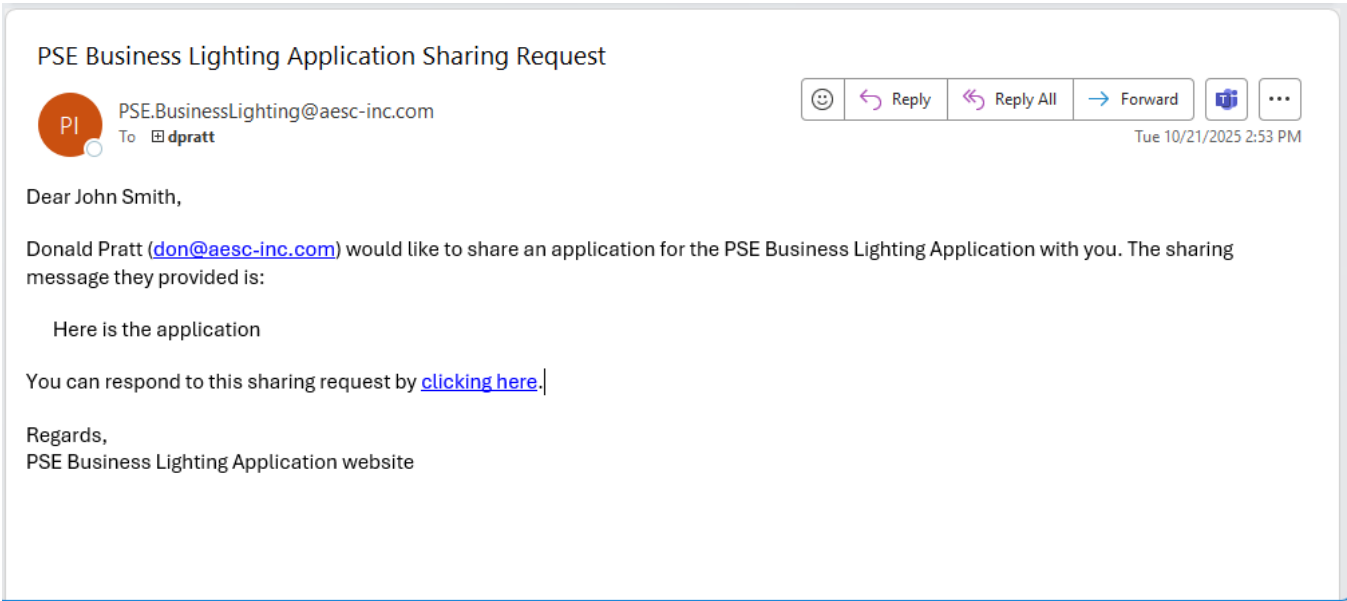 PSE Business Lighting Application Sharing Request
PI
PSE.BusinessLighting@aesc-inc.com
To dpratt
Reply
Reply All
Forward
Tue 10/21/2025 2:53 PM
Dear John Smith,
Donald Pratt (don@aesc-inc.com) would like to share an application for the PSE Business Lighting Application with you. The sharing
message they provided is:
Here is the application
You can respond to this sharing request by clicking here.
Regards,
PSE Business Lighting Application website